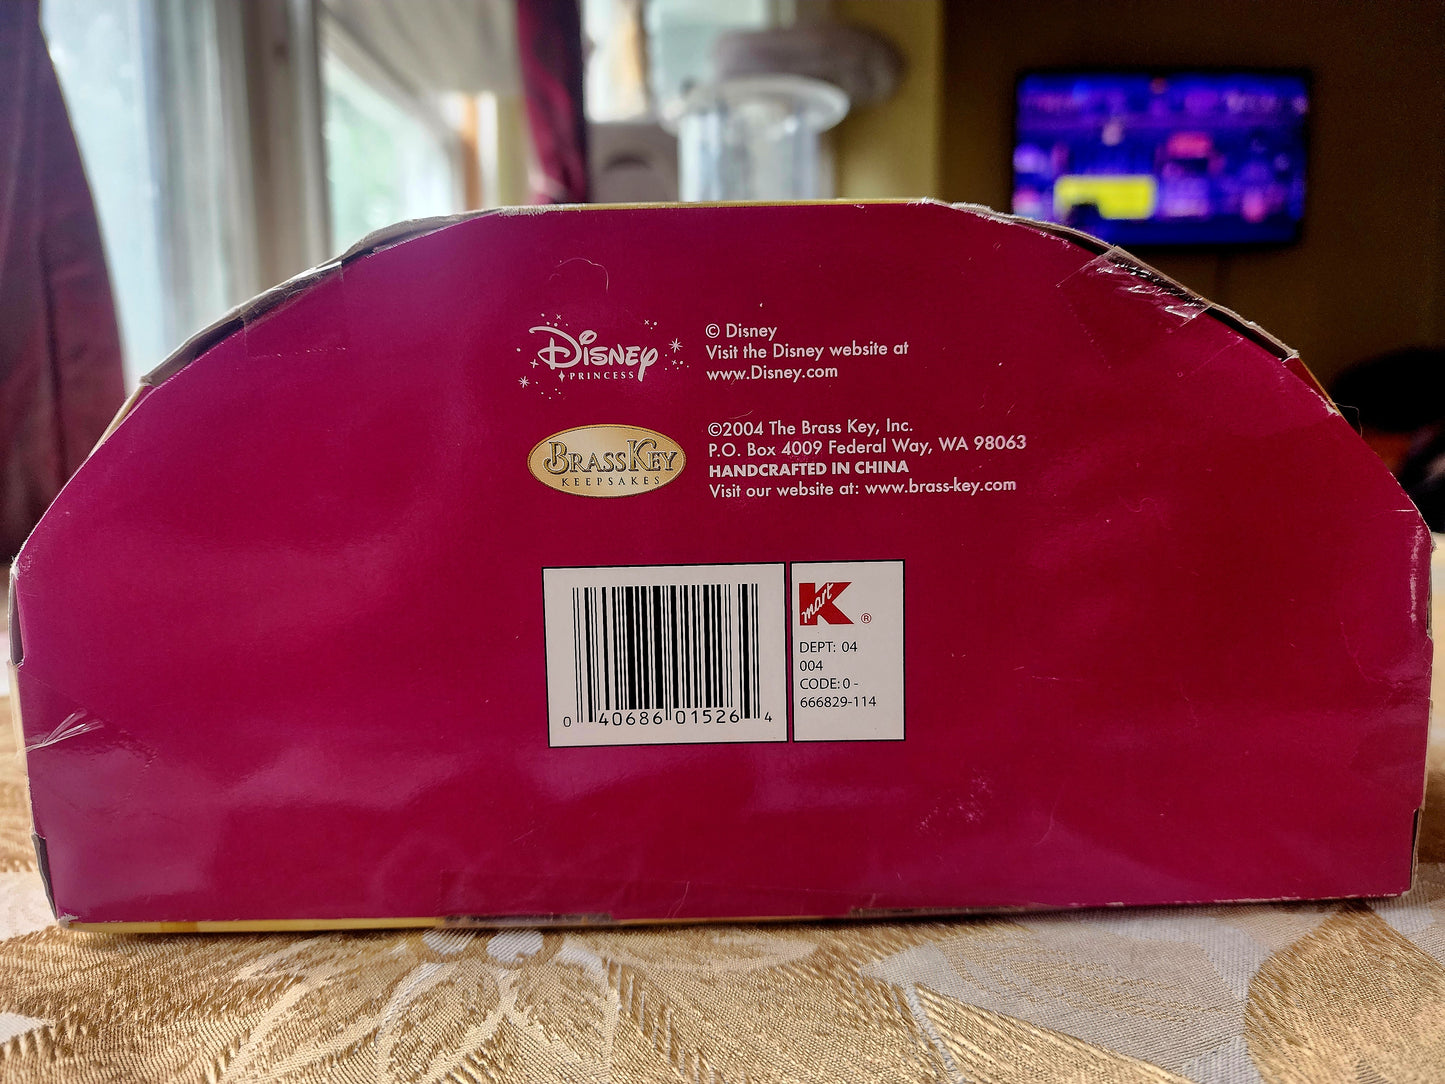 Disney
PRINCESS
© Disney
Visit the Disney website at
www.Disney.com
BRASS KEY
KEEPSAKES
©2004 The Brass Key, Inc.
P.O. Box 4009 Federal Way, WA 98063
HANDCRAFTED IN CHINA
Visit our website at: www.brass-key.com
0 40686 01526 4
Kmart ®
DEPT: 04
004
CODE: 0 -
666829-114